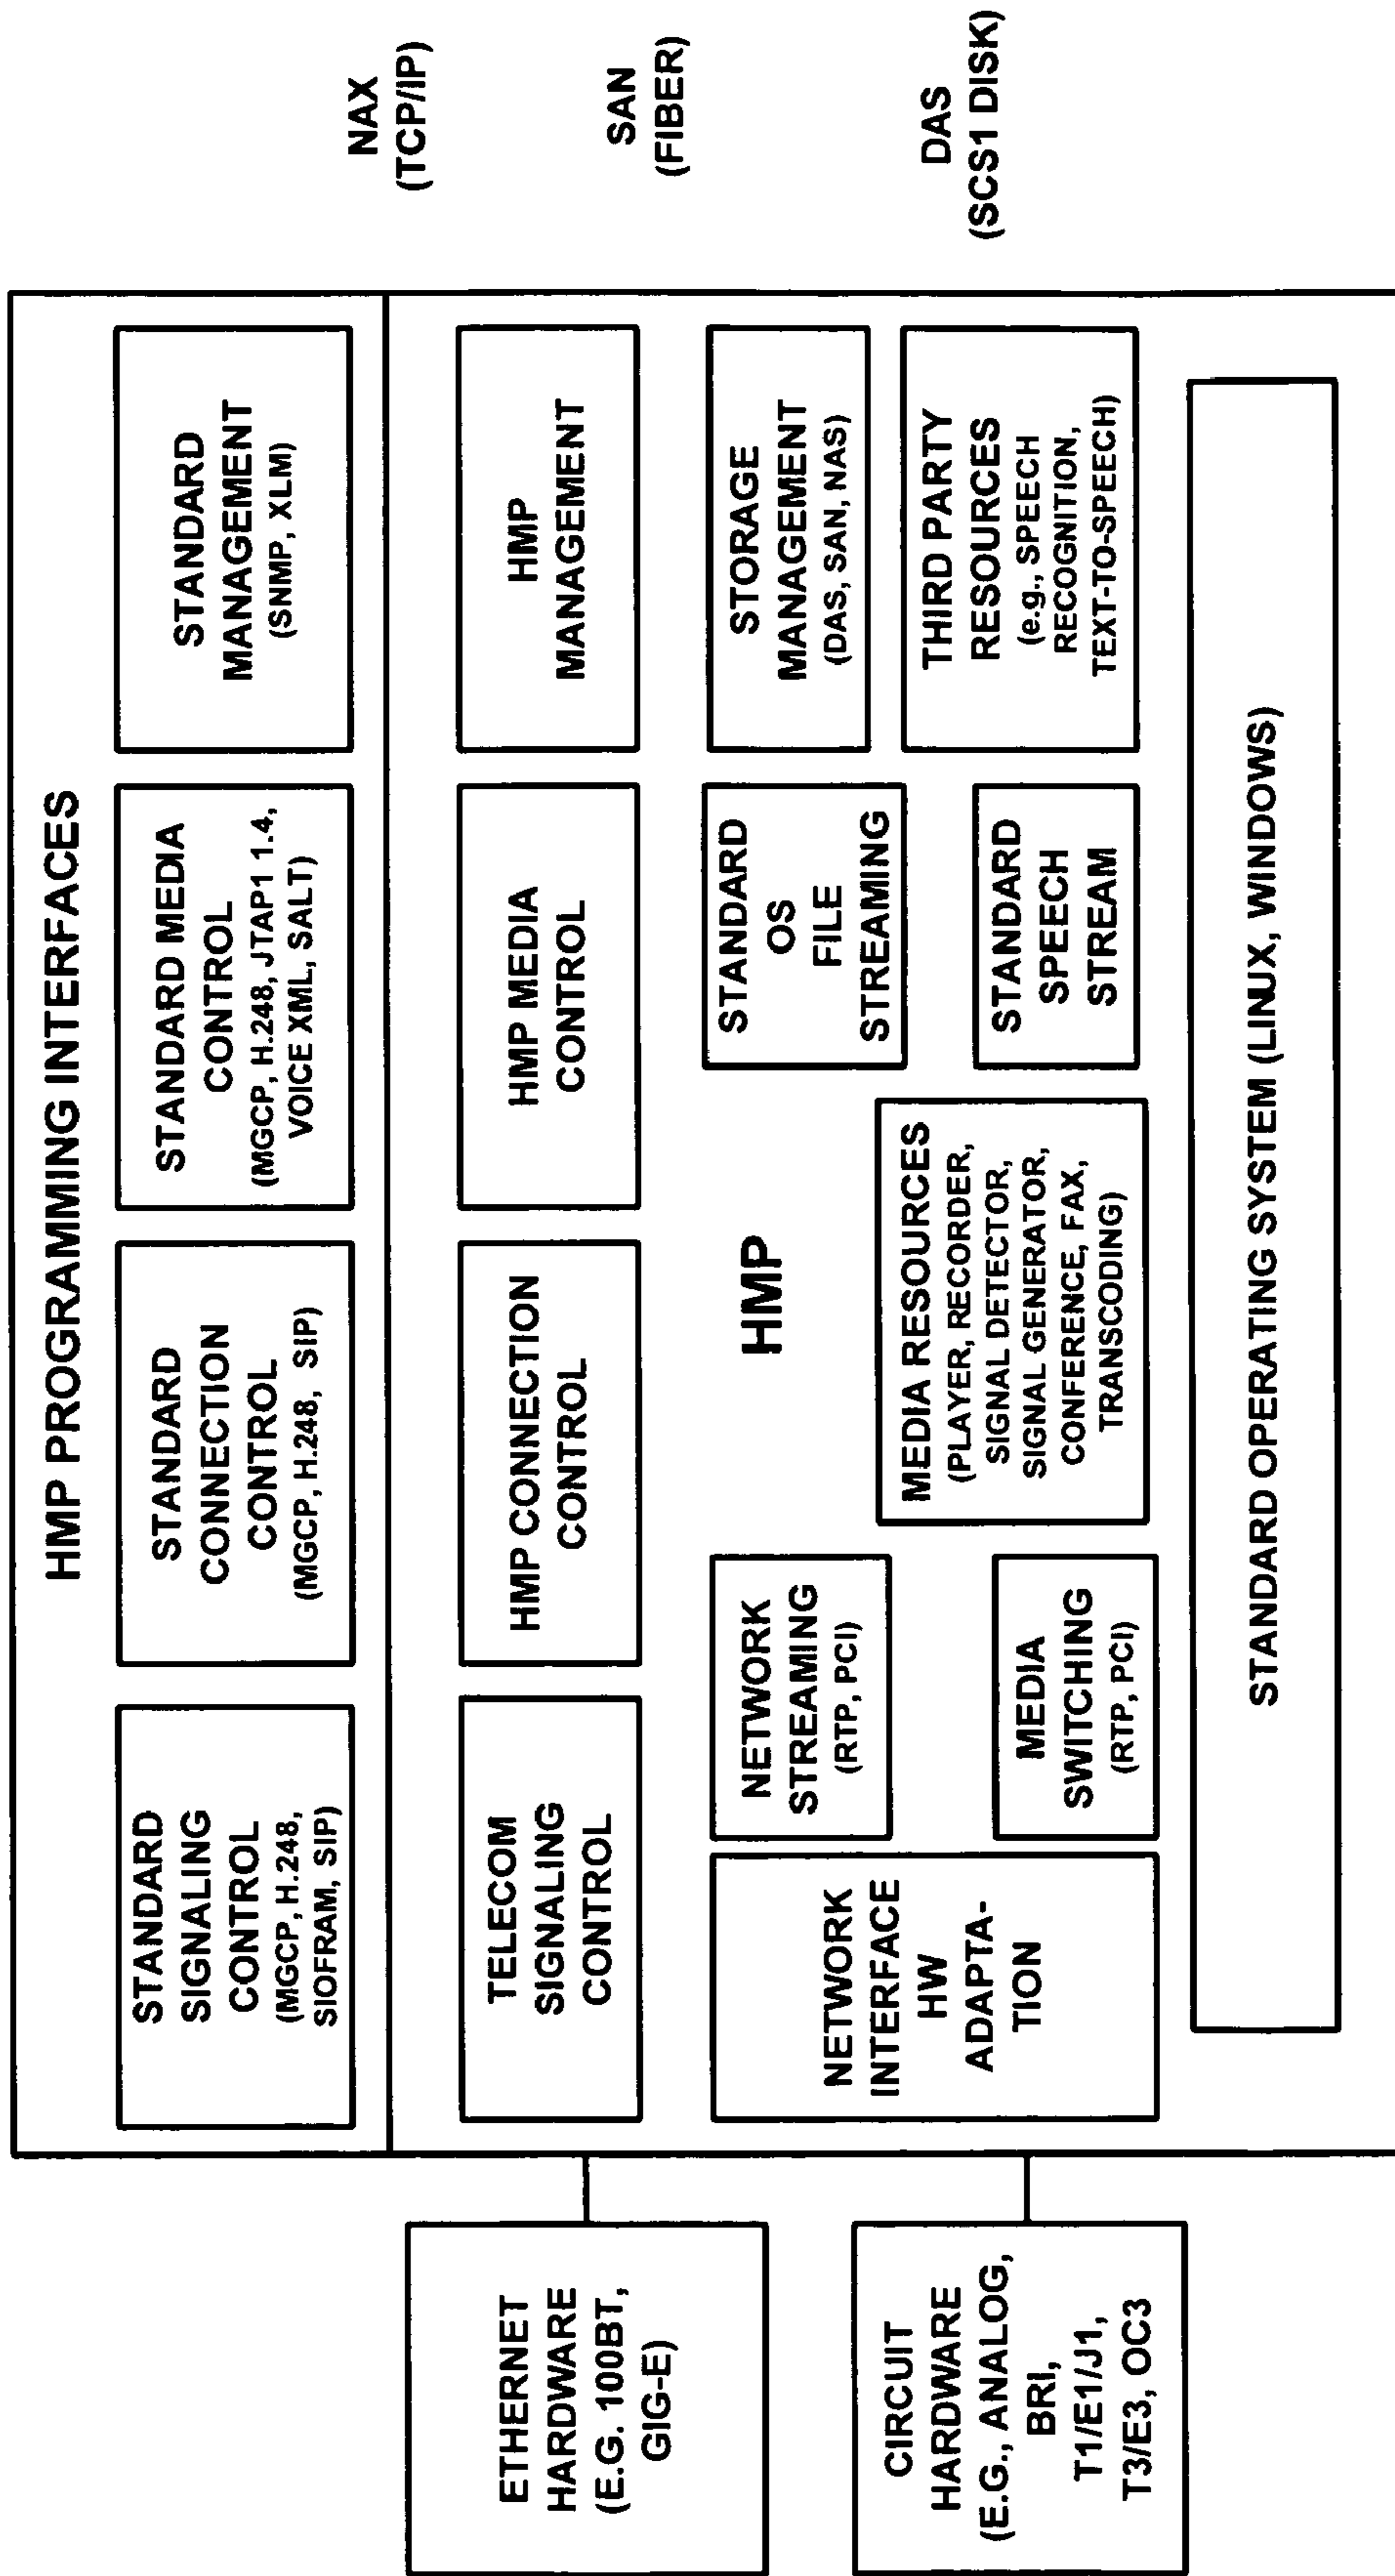 HMP PROGRAMMING INTERFACES
STANDARD
SIGNALING
CONTROL
(MGCP, H.248,
SIOFRAM, SIP)
STANDARD
CONNECTION
CONTROL
(MGCP, H.248, SIP)
STANDARD MEDIA
CONTROL
(MGCP, H.248, JTAP1 1.4,
VOICE XML, SALT)
STANDARD
MANAGEMENT
(SNMP, XLM)
TELECOM
SIGNALING
CONTROL
HMP CONNECTION
CONTROL
HMP MEDIA
CONTROL
HMP
MANAGEMENT
HMP
NETWORK
INTERFACE
HW
ADAPTA-
TION
NETWORK
STREAMING
(RTP, PCI)
MEDIA
SWITCHING
(RTP, PCI)
MEDIA RESOURCES
(PLAYER, RECORDER,
SIGNAL DETECTOR,
SIGNAL GENERATOR,
CONFERENCE, FAX,
TRANSCODING)
STANDARD
OS
FILE
STREAMING
STANDARD
SPEECH
STREAM
STORAGE
MANAGEMENT
(DAS, SAN, NAS)
THIRD PARTY
RESOURCES
(e.g., SPEECH
RECOGNITION,
TEXT-TO-SPEECH)
STANDARD OPERATING SYSTEM (LINUX, WINDOWS)
ETHERNET
HARDWARE
(E.G. 100BT,
GIG-E)
CIRCUIT
HARDWARE
(E.G., ANALOG,
BRI,
T1/E1/J1,
T3/E3, OC3
NAX
(TCP/IP)
SAN
(FIBER)
DAS
(SCS1 DISK)